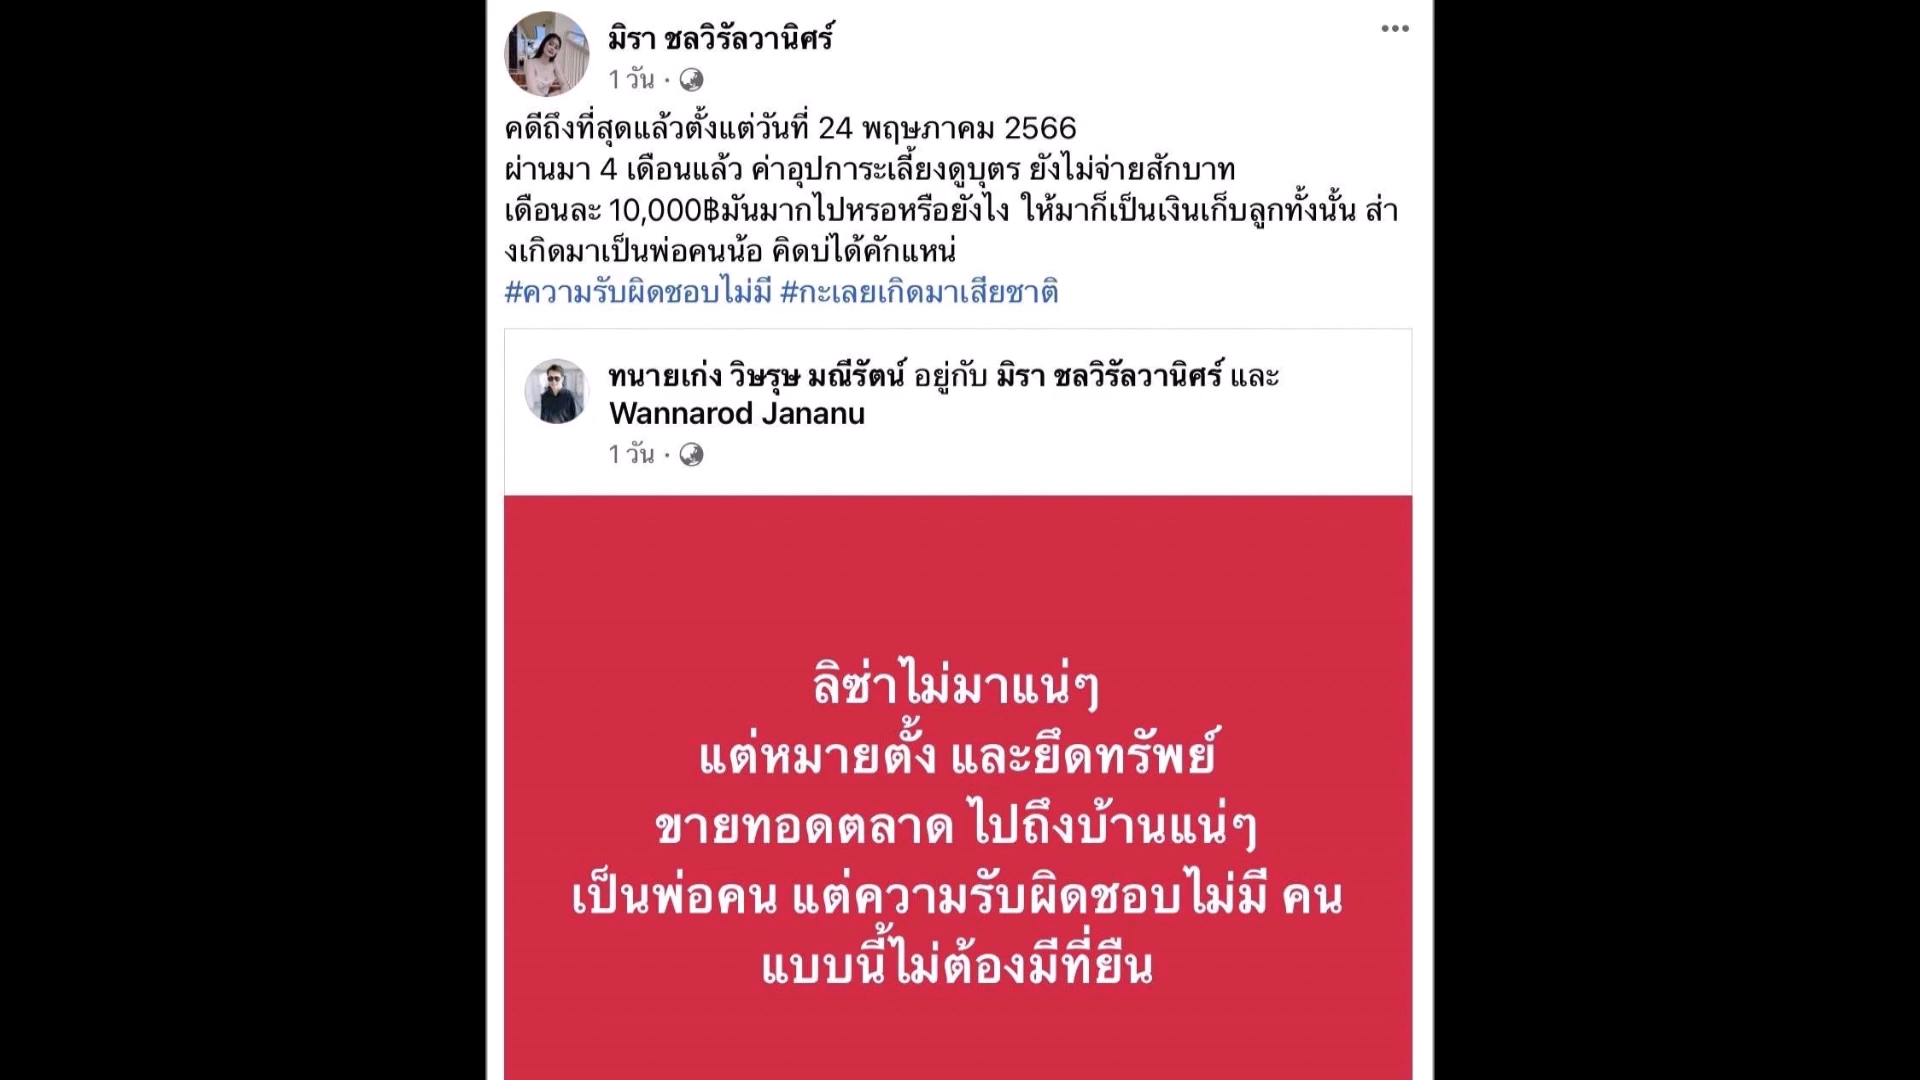 มิรา ชลวิรัลวานิศร์
1 วัน ·
คดีถึงที่สุดแล้วตั้งแต่วันที่ 24 พฤษภาคม 2566
ผ่านมา 4 เดือนแล้ว ค่าอุปการะเลี้ยงดูบุตร ยังไม่จ่ายสักบาท
เดือนละ 10,000฿มันมากไปหรอหรือยังไง ให้มาก็เป็นเงินเก็บลูกทั้งนั้น ส่า
งเกิดมาเป็นพ่อคนน้อ คิดบ่ได้คักแหน่
#ความรับผิดชอบไม่มี #กะเลยเกิดมาเสียชาติ
ทนายเก่ง วิษรุษ มณีรัตน์ อยู่กับ มิรา ชลวิรัลวานิศร์ และ
Wannarod Jananu
1 วัน ·
ลิซ่าไม่มาแน่ๆ
แต่หมายตั้ง และยึดทรัพย์
ขายทอดตลาด ไปถึงบ้านแน่ๆ
เป็นพ่อคน แต่ความรับผิดชอบไม่มี คน
แบบนี้ไม่ต้องมีที่ยืน